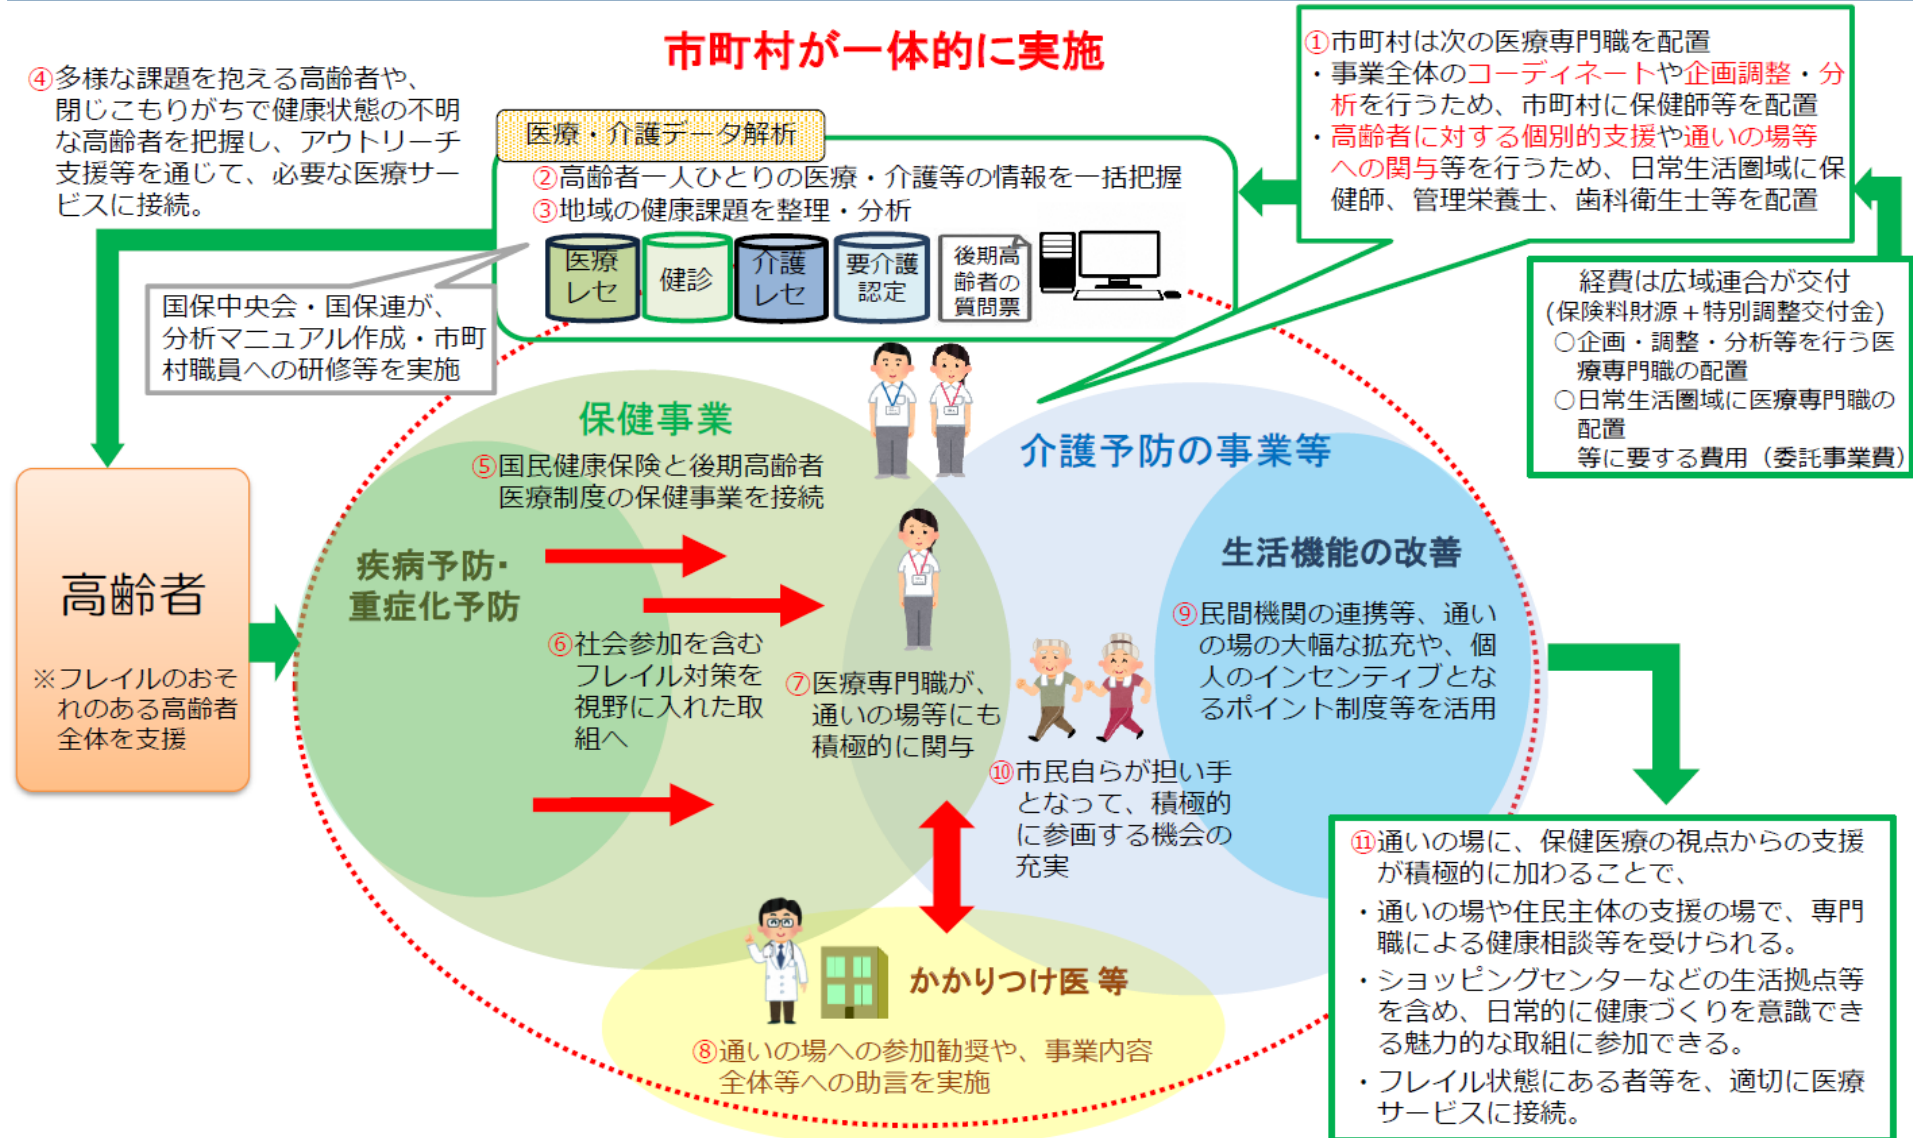 市町村が一体的に実施
①市町村は次の医療専門職を配置
・事業全体のコーディネートや企画調整・分
析を行うため、市町村に保健師等を配置
・高齢者に対する個別的支援や通いの場等
への関与等を行うため、日常生活圏域に保
健師、管理栄養士、歯科衛生士等を配置
経費は広域連合が交付
(保険料財源＋特別調整交付金)
○企画・調整・分析等を行う医
療専門職の配置
○日常生活圏域に医療専門職の
配置
等に要する費用（委託事業費）
医療・介護データ解析
②高齢者一人ひとりの医療・介護等の情報を一括把握
③地域の健康課題を整理・分析
医療
レセ
健診
介護
レセ
要介護
認定
後期高
齢者の
質問票
国保中央会・国保連が、
分析マニュアル作成・市町
村職員への研修等を実施
④多様な課題を抱える高齢者や、
閉じこもりがちで健康状態の不明
な高齢者を把握し、アウトリーチ
支援等を通じて、必要な医療サー
ビスに接続。
高齢者
※フレイルのおそ
れのある高齢者
全体を支援
保健事業
⑤国民健康保険と後期高齢者
医療制度の保健事業を接続
疾病予防・
重症化予防
⑥社会参加を含む
フレイル対策を
視野に入れた取
組へ
⑦医療専門職が、
通いの場等にも
積極的に関与
かかりつけ医 等
⑧通いの場への参加勧奨や、事業内容
全体等への助言を実施
介護予防の事業等
生活機能の改善
⑨民間機関の連携等、通い
の場の大幅な拡充や、個
人のインセンティブとな
るポイント制度等を活用
⑩市民自らが担い手
となって、積極的
に参画する機会の
充実
⑪通いの場に、保健医療の視点からの支援
が積極的に加わることで、
・通いの場や住民主体の支援の場で、専門
職による健康相談等を受けられる。
・ショッピングセンターなどの生活拠点等
を含め、日常的に健康づくりを意識でき
る魅力的な取組に参加できる。
・フレイル状態にある者等を、適切に医療
サービスに接続。